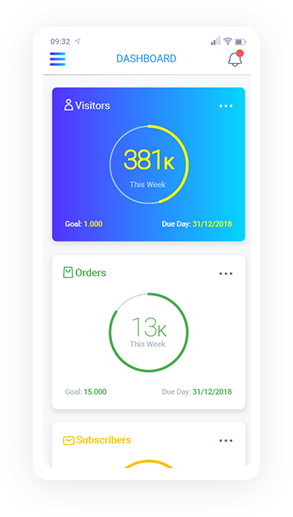 09:32
DASHBOARD
Visitors
381K
This Week
Goal: 1.000 Due Day: 31/12/2018
Orders
13K
This Week
Goal: 15.000 Due Day: 31/12/2018
Subscribers